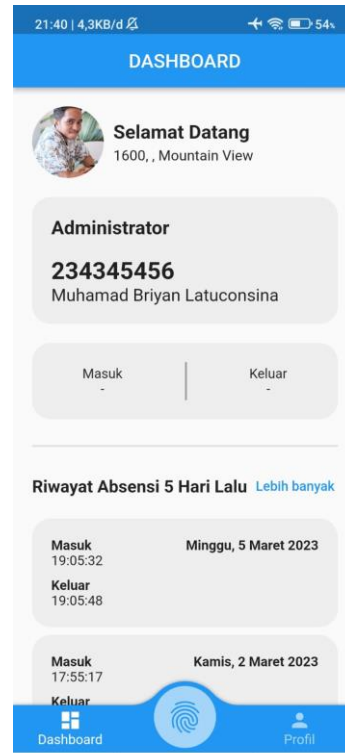 21:40 | 4,3KB/d
54%
DASHBOARD
Selamat Datang
1600, , Mountain View
Administrator
234345456
Muhamad Briyan Latuconsina
Masuk
-
Keluar
-
Riwayat Absensi 5 Hari Lalu Lebih banyak
Masuk
19:05:32
Minggu, 5 Maret 2023
Keluar
19:05:48
Masuk
17:55:17
Kamis, 2 Maret 2023
Keluar
Dashboard
Profil